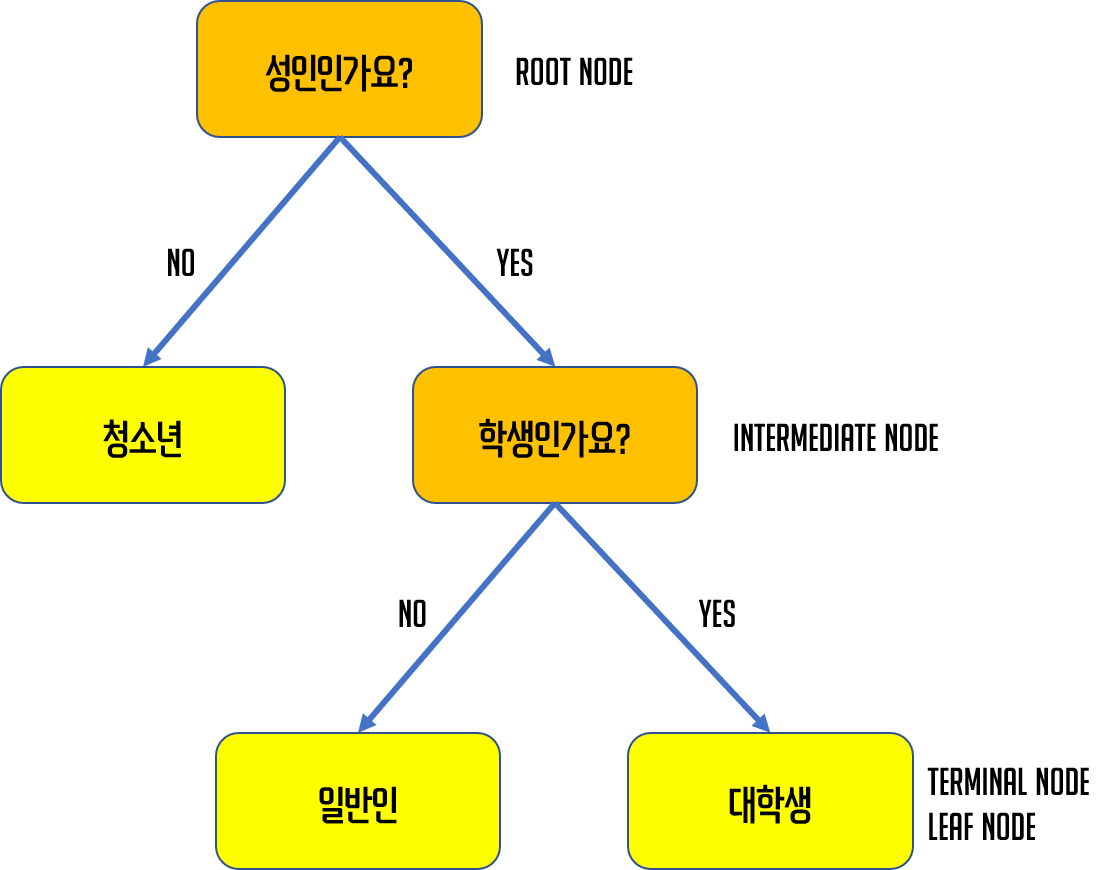 성인인가요?
ROOT NODE
NO
YES
청소년
학생인가요?
INTERMEDIATE NODE
NO
YES
일반인
대학생
TERMINAL NODE
LEAF NODE